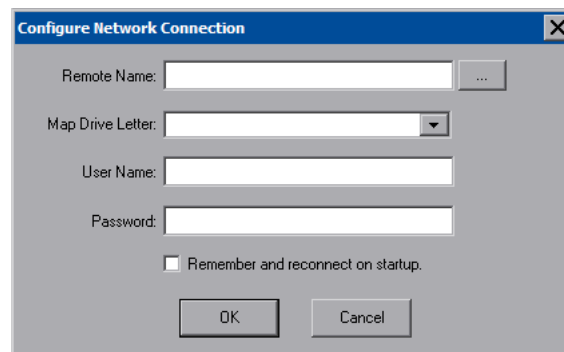 Configure Network Connection
Remote Name:
...
Map Drive Letter:
User Name:
Password:
Remember and reconnect on startup.
OK Cancel